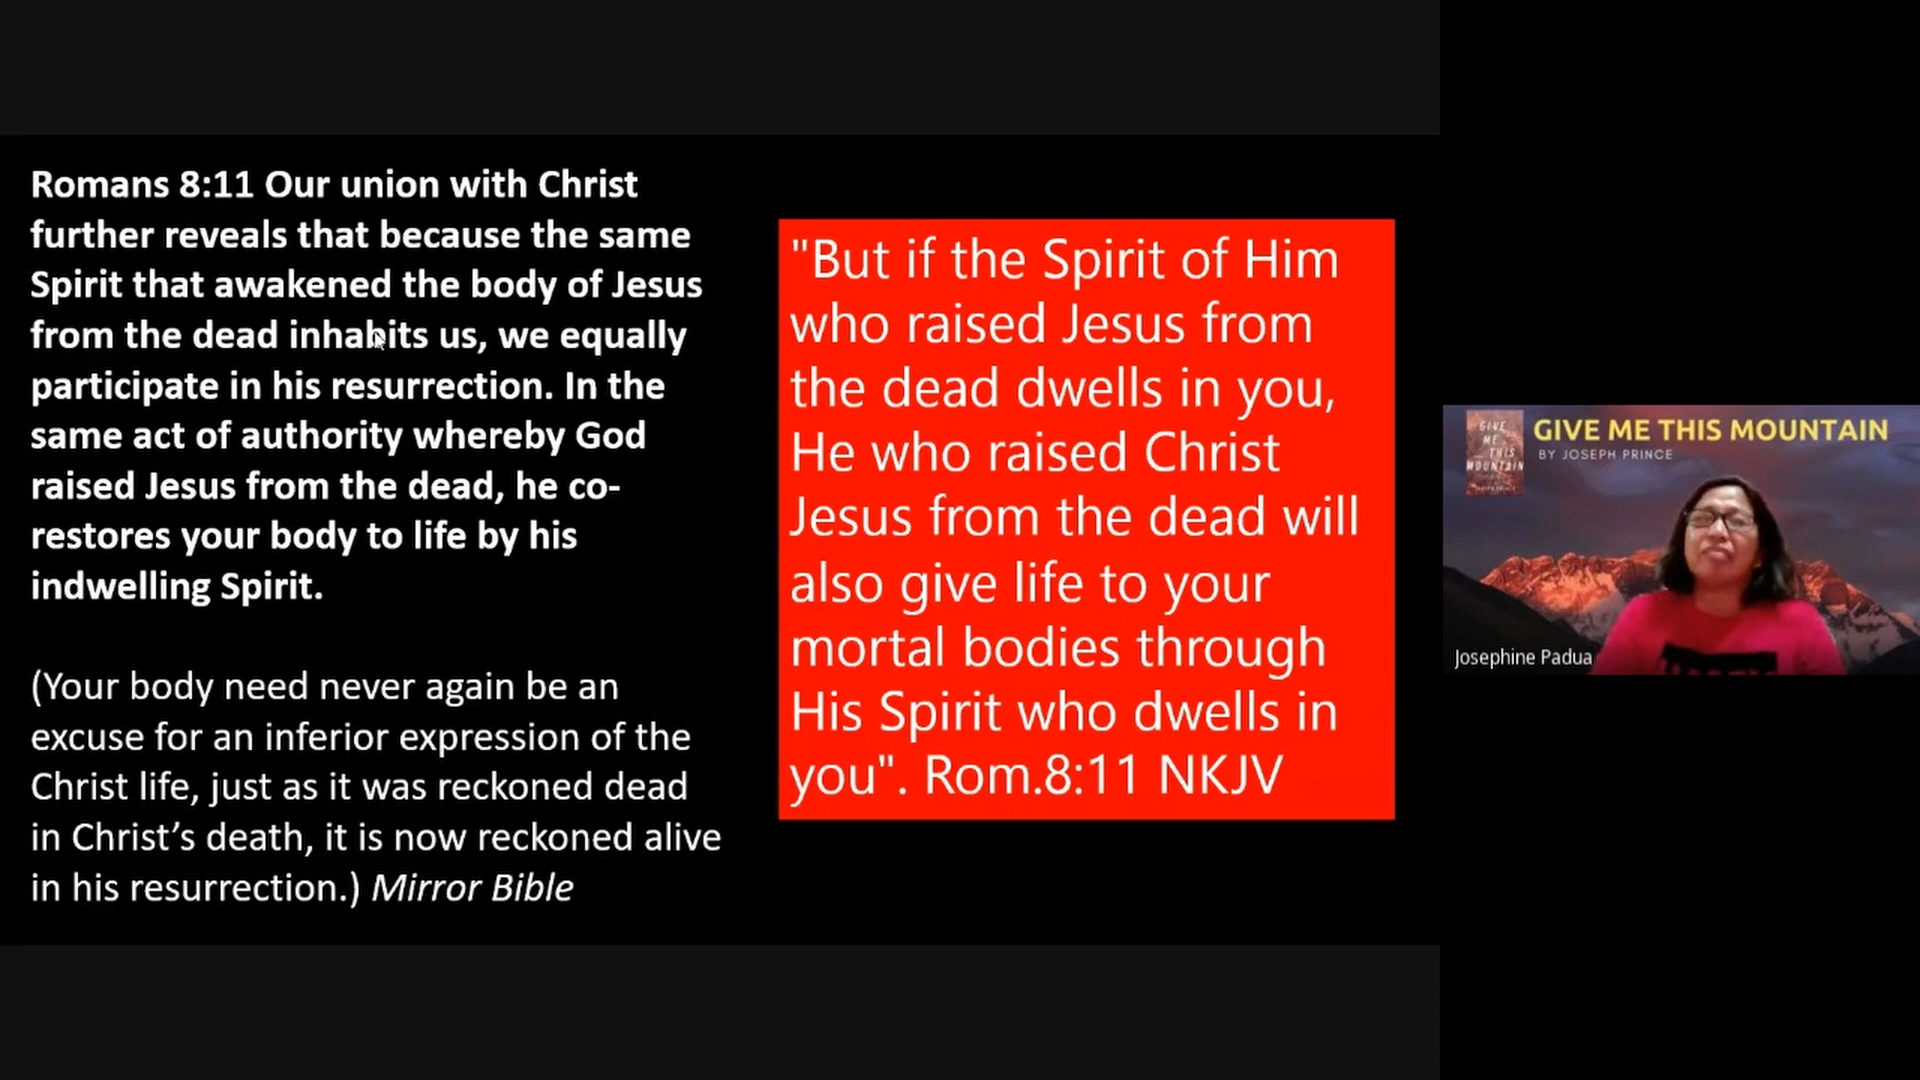 Romans 8:11 Our union with Christ
further reveals that because the same
Spirit that awakened the body of Jesus
from the dead inhabits us, we equally
participate in his resurrection. In the
same act of authority whereby God
raised Jesus from the dead, he co-
restores your body to life by his
indwelling Spirit.
(Your body need never again be an
excuse for an inferior expression of the
Christ life, just as it was reckoned dead
in Christ’s death, it is now reckoned alive
in his resurrection.) Mirror Bible
"But if the Spirit of Him
who raised Jesus from
the dead dwells in you,
He who raised Christ
Jesus from the dead will
also give life to your
mortal bodies through
His Spirit who dwells in
you". Rom.8:11 NKJV
GIVE
ME
THIS
MOUNTAIN
GIVE ME THIS MOUNTAIN
BY JOSEPH PRINCE
Josephine Padua